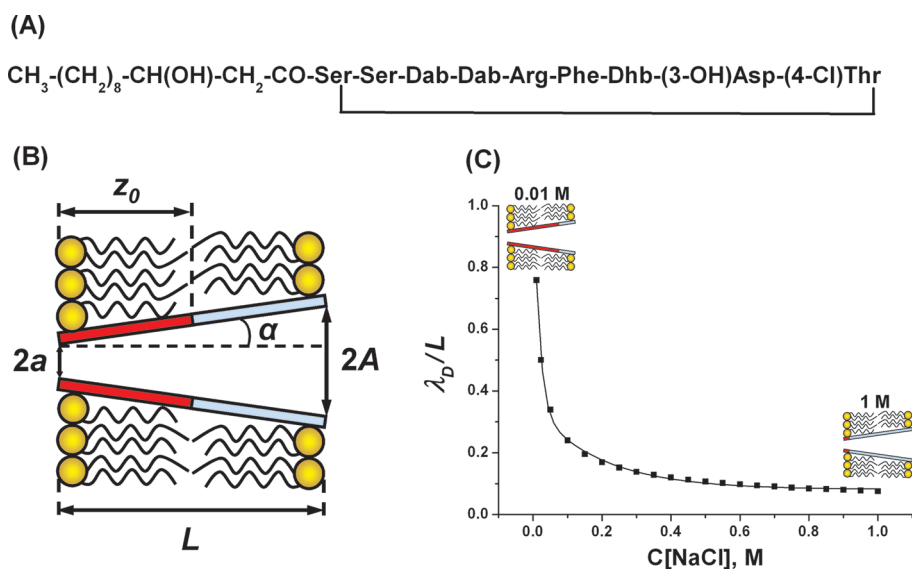 (A)
CH₃-(CH₂)₈-CH(OH)-CH₂-CO-Ser-Ser-Dab-Dab-Arg-Phe-Dhb-(3-OH)Asp-(4-Cl)Thr
(B)
z₀
α
2a
2A
L
(C)
1.0
0.8
0.6
0.4
0.2
0.0
λ_D/L
0.01 M
1 M
0.0 0.2 0.4 0.6 0.8 1.0
C[NaCl], M